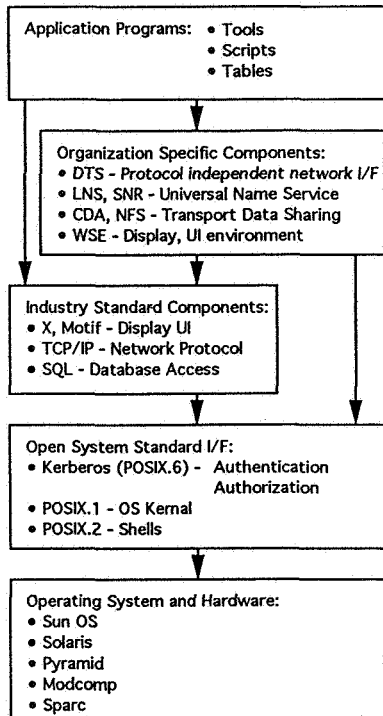 Application Programs: • Tools
• Scripts
• Tables
Organization Specific Components:
• DTS - Protocol independent network I/F
• LNS, SNR - Universal Name Service
• CDA, NFS - Transport Data Sharing
• WSE - Display, UI environment
Industry Standard Components:
• X, Motif - Display UI
• TCP/IP - Network Protocol
• SQL - Database Access
Open System Standard I/F:
• Kerberos (POSIX.6) - Authentication
Authorization
• POSIX.1 - OS Kernal
• POSIX.2 - Shells
Operating System and Hardware:
• Sun OS
• Solaris
• Pyramid
• Modcomp
• Sparc